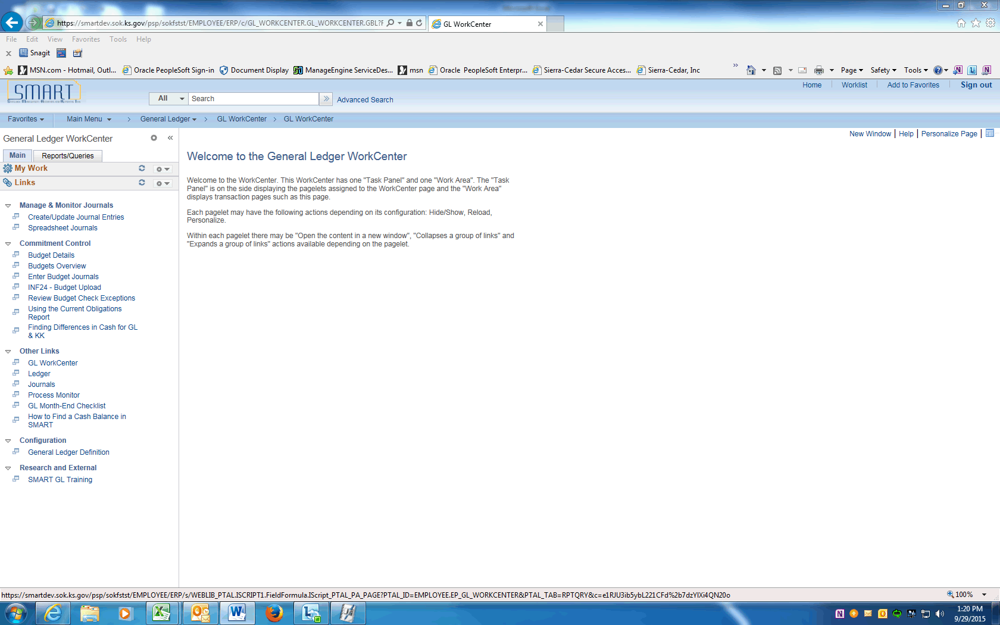 https://smartdev.sok.ks.gov/psp/sokfstst/EMPLOYEE/ERP/c/GL_WORKCENTER.GL_WORKCENTER.GBL?F
GL WorkCenter
File Edit View Favorites Tools Help
x Snagit
MSN.com - Hotmail, Outl... Oracle PeopleSoft Sign-in Document Display ManageEngine ServiceDes... msn Oracle PeopleSoft Enterpr... Sierra-Cedar Secure Acces... Sierra-Cedar, Inc » Page Safety Tools
SMART
Home Worklist Add to Favorites Sign out
All Search » Advanced Search
Favorites Main Menu > General Ledger > GL WorkCenter > GL WorkCenter
New Window | Help | Personalize Page |
General Ledger WorkCenter «
Main Reports/Queries
My Work
Links
Manage & Monitor Journals
Create/Update Journal Entries
Spreadsheet Journals
Commitment Control
Budget Details
Budgets Overview
Enter Budget Journals
INF24 - Budget Upload
Review Budget Check Exceptions
Using the Current Obligations
Report
Finding Differences in Cash for GL
& KK
Other Links
GL WorkCenter
Ledger
Journals
Process Monitor
GL Month-End Checklist
How to Find a Cash Balance in
SMART
Configuration
General Ledger Definition
Research and External
SMART GL Training
Welcome to the General Ledger WorkCenter
Welcome to the WorkCenter. This WorkCenter has one "Task Panel" and one "Work Area". The "Task
Panel" is on the side displaying the pagelets assigned to the WorkCenter page and the "Work Area"
displays transaction pages such as this page.
Each pagelet may have the following actions depending on its configuration: Hide/Show, Reload,
Personalize.
Within each pagelet there may be "Open the content in a new window", "Collapses a group of links" and
"Expands a group of links" actions available depending on the pagelet.
https://smartdev.sok.ks.gov/psp/sokfstst/EMPLOYEE/ERP/s/WEBLIB_PTAL.ISCRIPT1.FieldFormula.IScript_PTAL_PA_PAGE?PTAL_ID=EMPLOYEE.EP_GL_WORKCENTER&PTAL_TAB=RPTQRY&c=e1RJU3ib5ybL221CFd%2b7dzYIXi4QN20o
100%
1:20 PM
9/29/2015